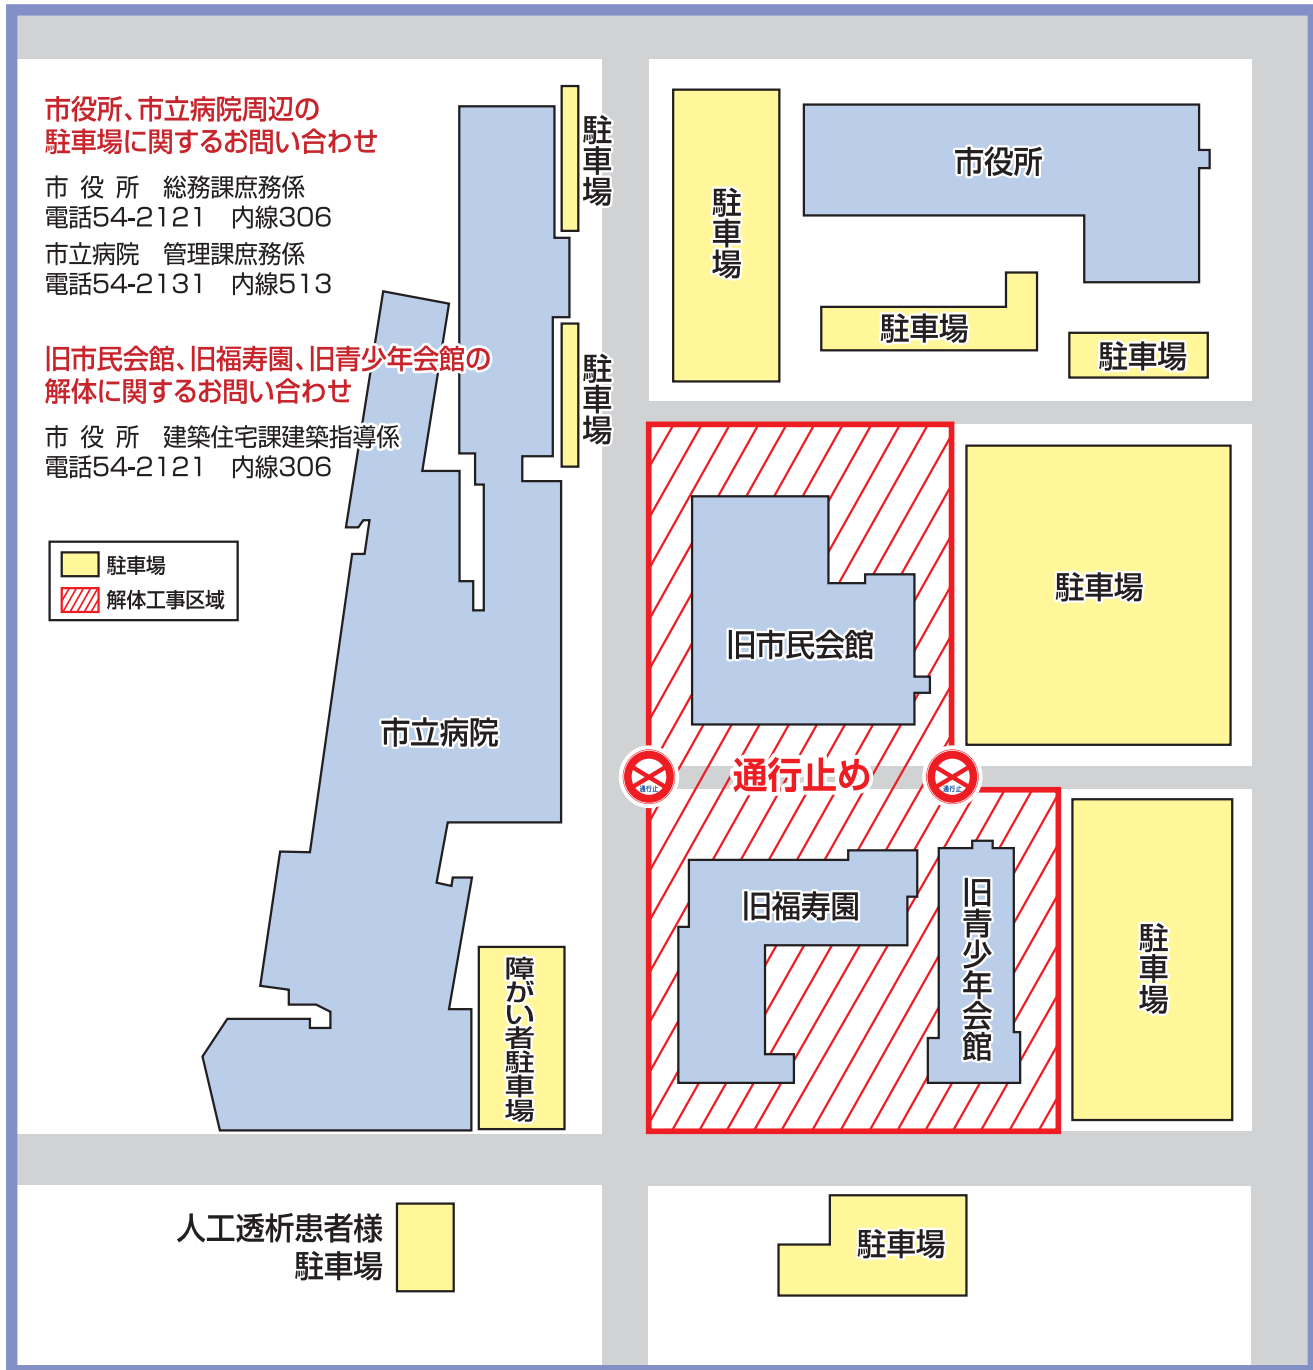 市役所、市立病院周辺の
駐車場に関するお問い合わせ
市 役 所　総務課庶務係
電話54-2121　内線306
市立病院　管理課庶務係
電話54-2131　内線513
旧市民会館、旧福寿園、旧青少年会館の
解体に関するお問い合わせ
市 役 所　建築住宅課建築指導係
電話54-2121　内線306
駐車場
解体工事区域
駐車場
駐車場
市立病院
障がい者駐車場
人工透析患者様
駐車場
駐車場
市役所
駐車場
駐車場
旧市民会館
駐車場
通行止
通行止め
通行止
旧福寿園
旧青少年会館
駐車場
駐車場